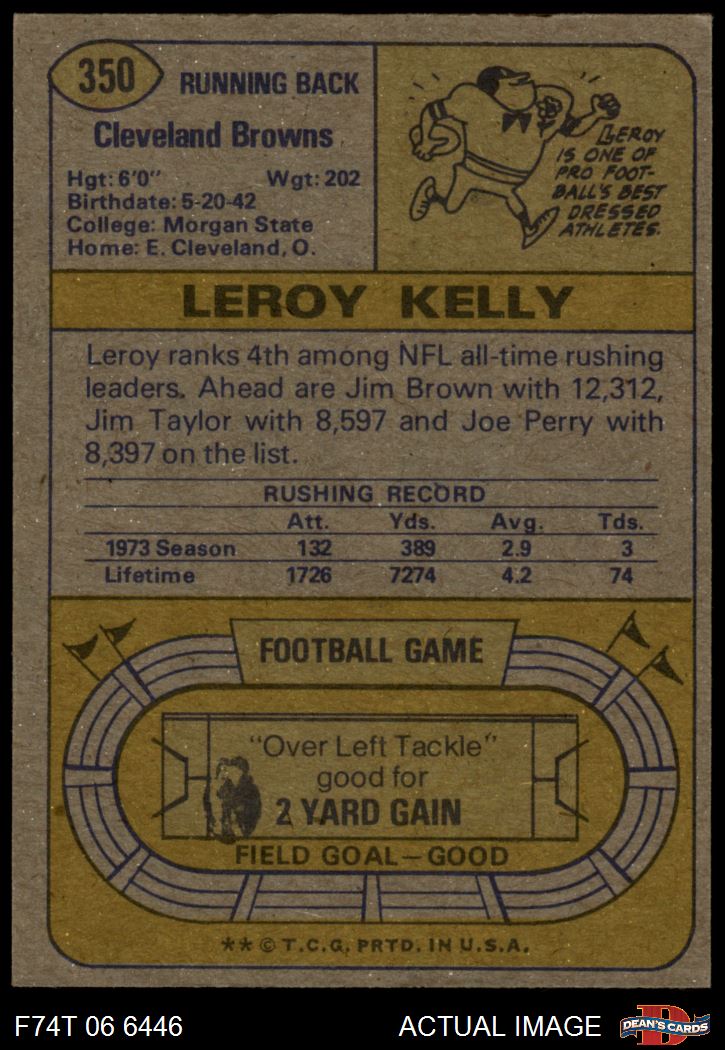 350
RUNNING BACK
Cleveland Browns
Hgt: 6'0" Wgt: 202
Birthdate: 5-20-42
College: Morgan State
Home: E. Cleveland, O.
LEROY
IS ONE OF
PRO FOOT-
BALL'S BEST
DRESSED
ATHLETES.
LEROY KELLY
Leroy ranks 4th among NFL all-time rushing
leaders. Ahead are Jim Brown with 12,312,
Jim Taylor with 8,597 and Joe Perry with
8,397 on the list.
RUSHING RECORD
Att. Yds. Avg. Tds.
1973 Season 132 389 2.9 3
Lifetime 1726 7274 4.2 74
FOOTBALL GAME
"Over Left Tackle"
good for
2 YARD GAIN
FIELD GOAL—GOOD
** © T.C.G. PRTD. IN U.S.A.
F74T 06 6446 ACTUAL IMAGE
D
DEAN'S CARDS